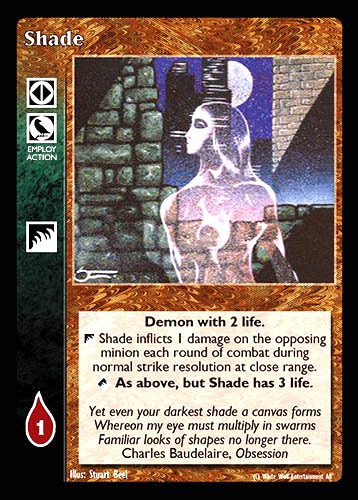 Shade
EMPLOY
ACTION
Demon with 2 life.
Shade inflicts 1 damage on the opposing
minion each round of combat during
normal strike resolution at close range.
As above, but Shade has 3 life.
Yet even your darkest shade a canvas forms
Whereon my eye must multiply in swarms
Familiar looks of shapes no longer there.
Charles Baudelaire, Obsession
1
Illus: Stuart Beel
(C) White Wolf Entertainment AB